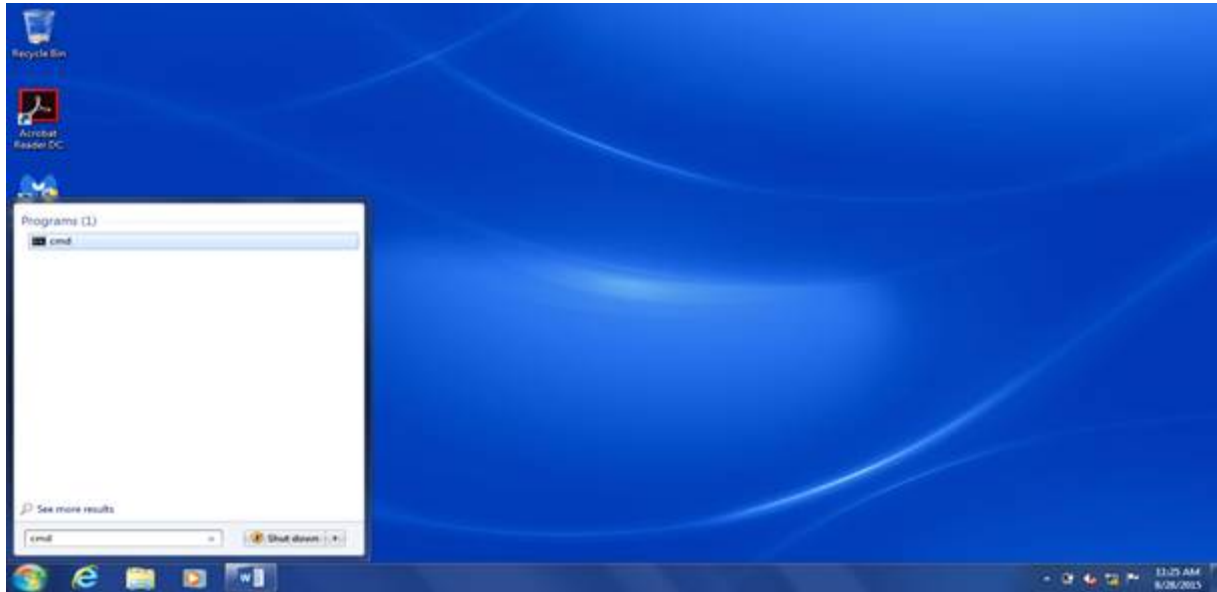 Recycle Bin
Acrobat
Reader DC
Programs (1)
cmd
See more results
cmd
Shut down
11:25 AM
8/28/2015